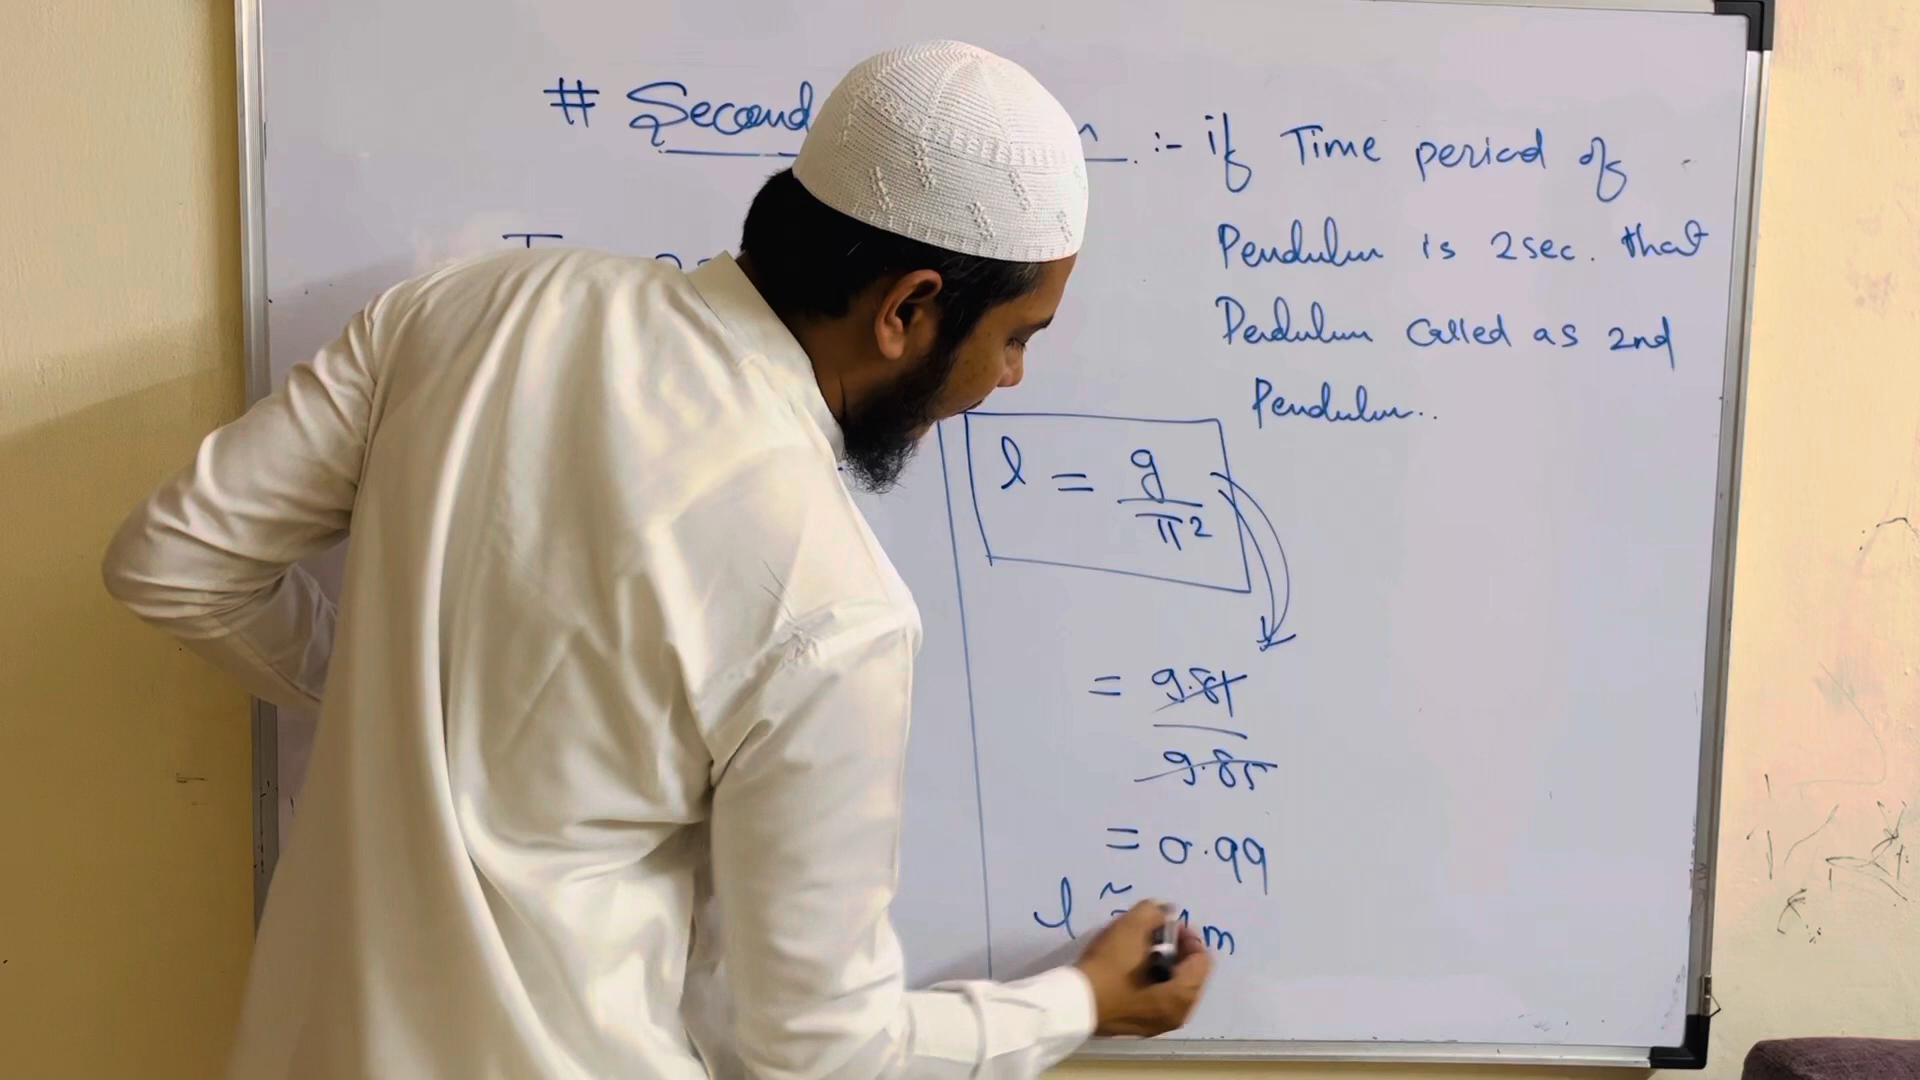 # Second :- if Time period of
Pendulum is 2sec. that
Pendulum Called as 2nd
Pendulum..
l = g/π²
= 9.81/9.85
= 0.99
l ≅ 1m